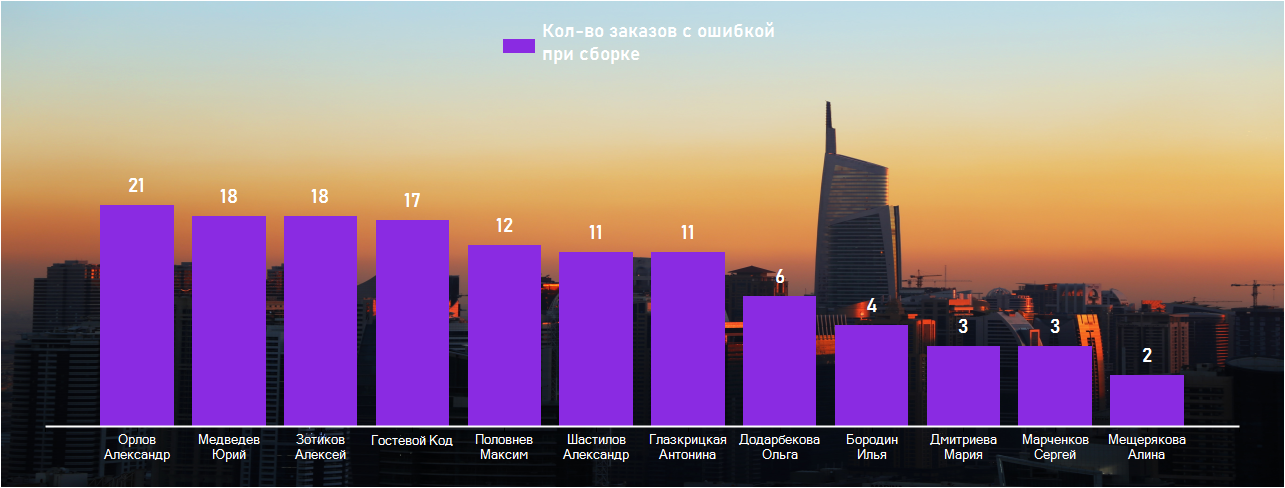 Кол-во заказов с ошибкой
при сборке
21
18
18
17
12
11
11
6
4
3
3
2
Орлов
Александр
Медведев
Юрий
Зотиков
Алексей
Гостевой Код
Половнев
Максим
Шастилов
Александр
Глазкрицкая
Антонина
Додарбекова
Ольга
Бородин
Илья
Дмитриева
Мария
Марченков
Сергей
Мещерякова
Алина